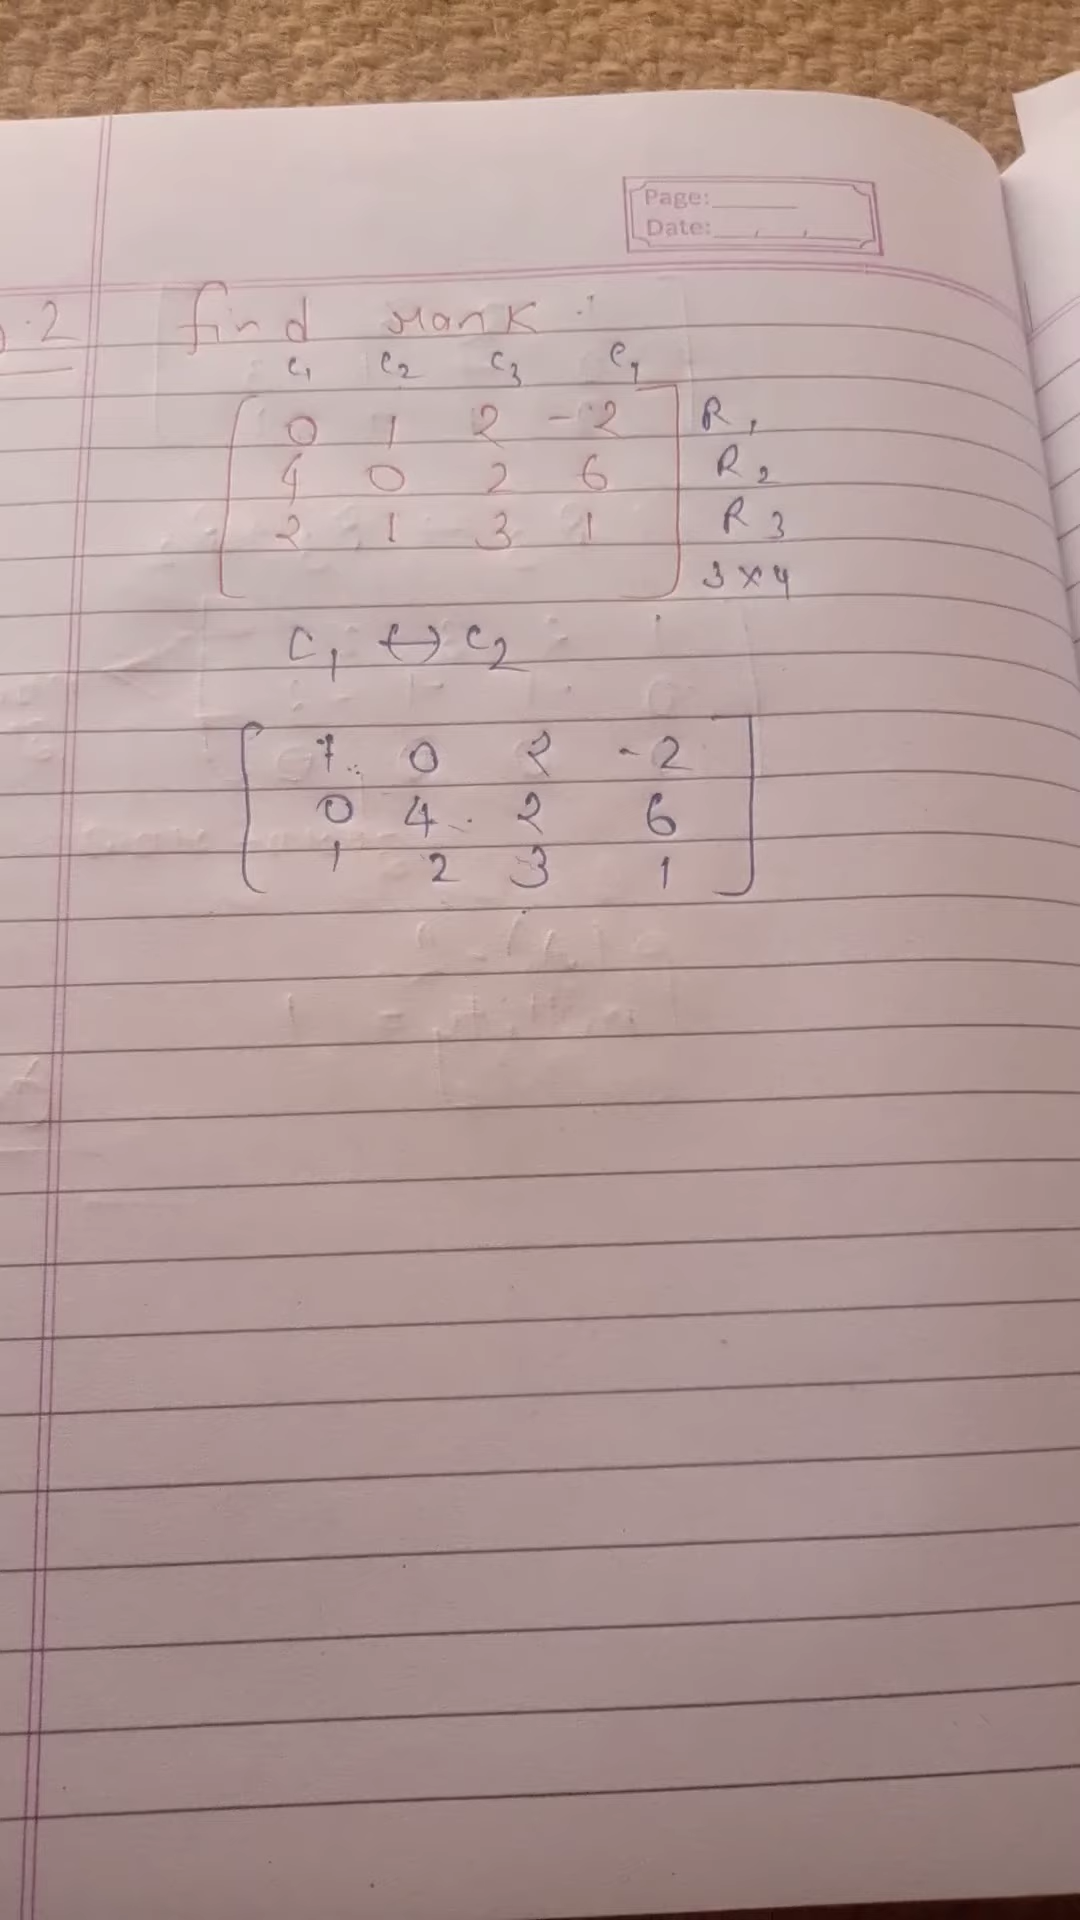 Page:
Date:
.2
find rank :
C1 C2 C3 C4
0 1 2 -2 R1
4 0 2 6 R2
2 1 3 1 R3
3×4
C1 ↔ C2
1 0 2 -2
0 4 2 6
1 2 3 1